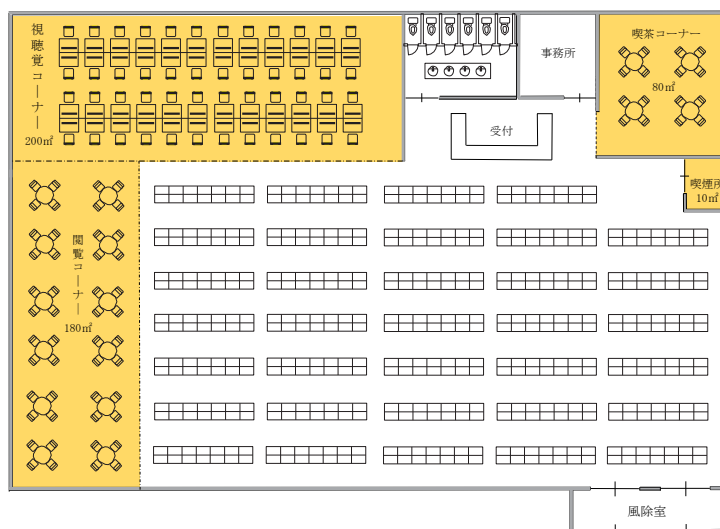 視聴覚コーナー
200㎡
事務所
喫茶コーナー
80㎡
受付
喫煙所
10㎡
閲覧コーナー
180㎡
風除室